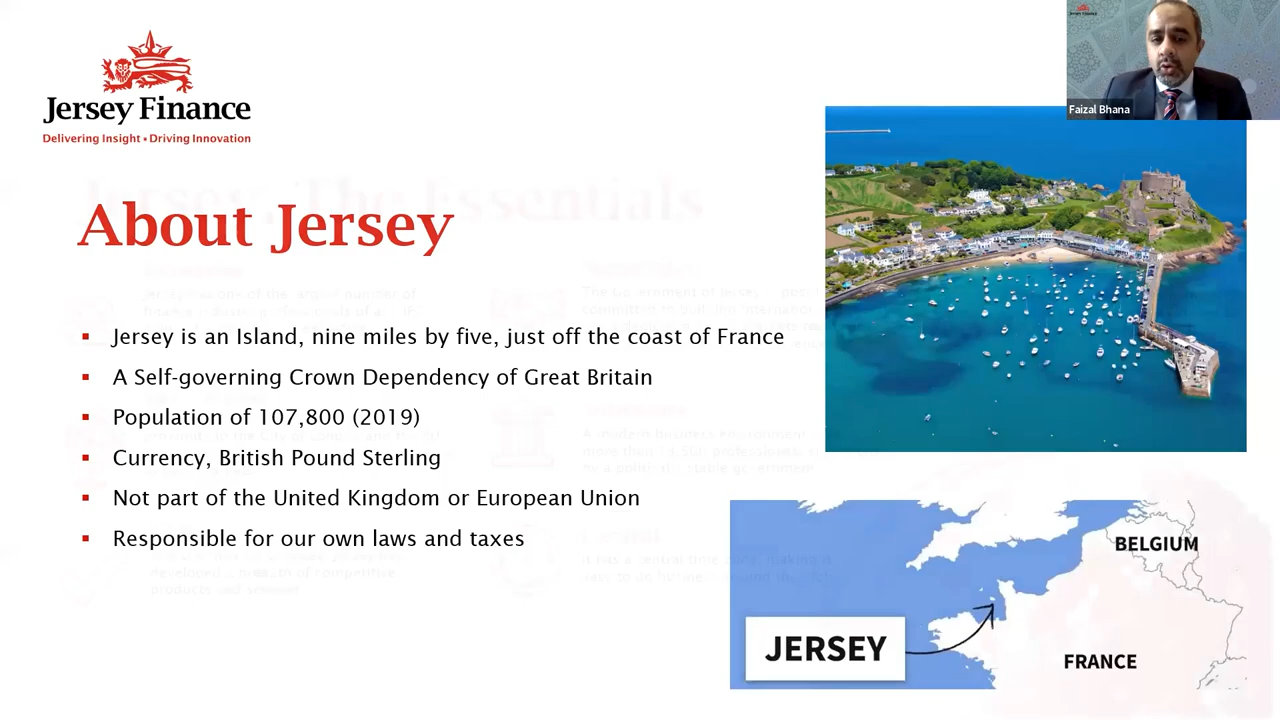 Jersey Finance
Delivering Insight • Driving Innovation
Faizal Bhana
Jersey: The Essentials
About Jersey
▪ Jersey is an Island, nine miles by five, just off the coast of France
▪ A Self-governing Crown Dependency of Great Britain
▪ Population of 107,800 (2019)
▪ Currency, British Pound Sterling
▪ Not part of the United Kingdom or European Union
▪ Responsible for our own laws and taxes
BELGIUM
JERSEY
FRANCE